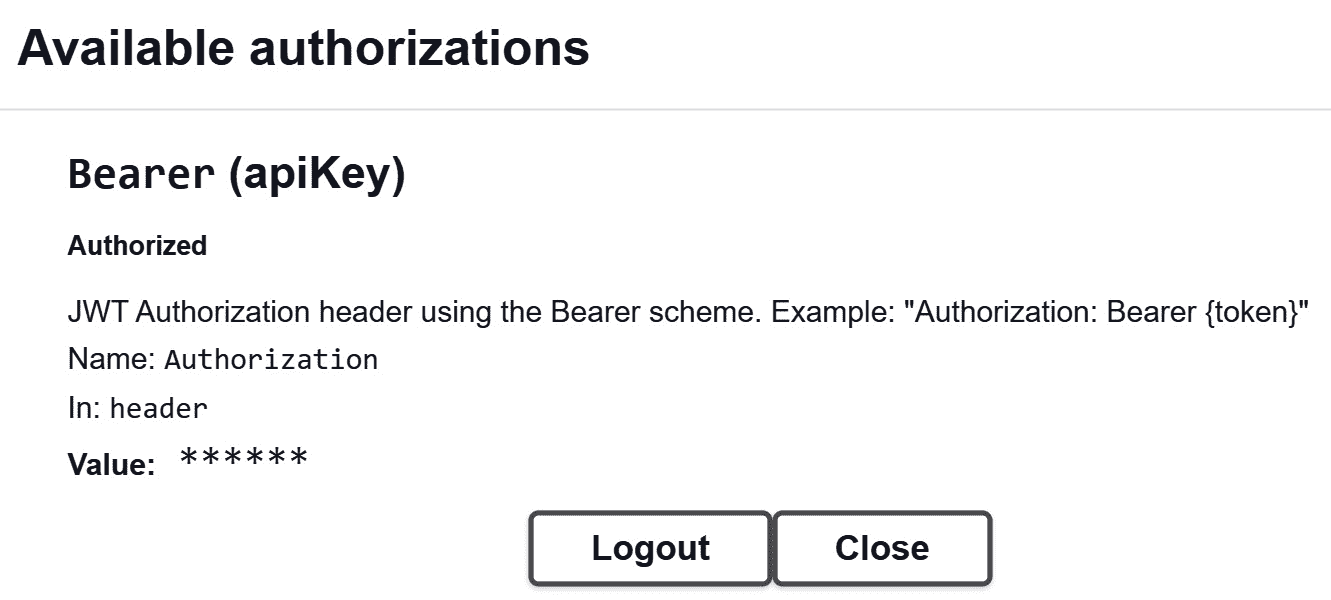 Available authorizations
Bearer (apiKey)
Authorized
JWT Authorization header using the Bearer scheme. Example: "Authorization: Bearer {token}"
Name: Authorization
In: header
Value: ******
Logout
Close